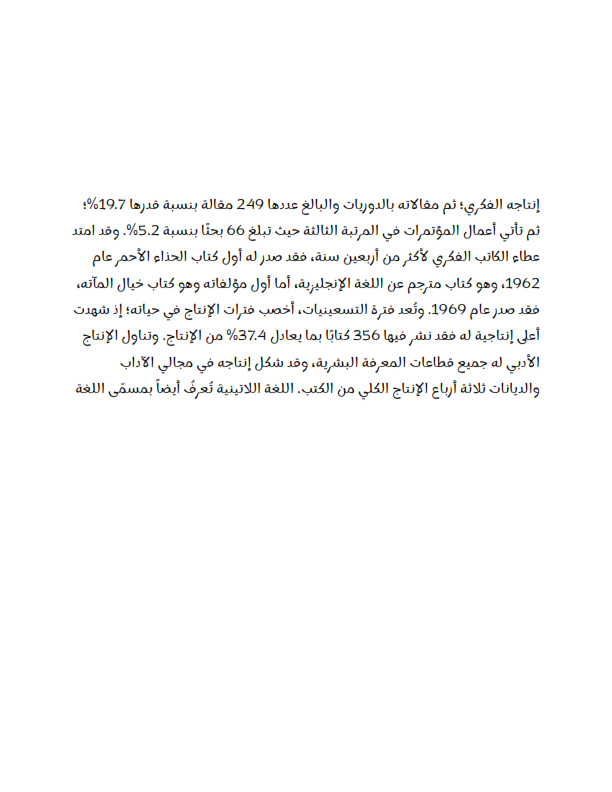 إنتاجه الفكري؛ ثم مقالاته بالدوريات والبالغ عددها 249 مقالة بنسبة قدرها 19.7%؛
ثم تأتي أعمال المؤتمرات في المرتبة الثالثة حيث تبلغ 66 بحثًا بنسبة 5.2%. وقد امتد
عطاء الكاتب الفكري لأكثر من أربعين سنة، فقد صدر له أول كتاب الحذاء الأحمر عام
1962، وهو كتاب مترجم عن اللغة الإنجليزية، أما أول مؤلفاته وهو كتاب خيال المآته،
فقد صدر عام 1969. وتُعد فترة التسعينيات، أخصب فترات الإنتاج في حياته؛ إذ شهدت
أعلى إنتاجية له فقد نشر فيها 356 كتابًا بما يعادل 37.4% من الإنتاج. وتناول الإنتاج
الأدبي له جميع قطاعات المعرفة البشرية، وقد شكل إنتاجه في مجالي الآداب
والديانات ثلاثة أرباع الإنتاج الكلي من الكتب. اللغة اللاتينية تُعرفُ أيضاً بمسمّى اللغة